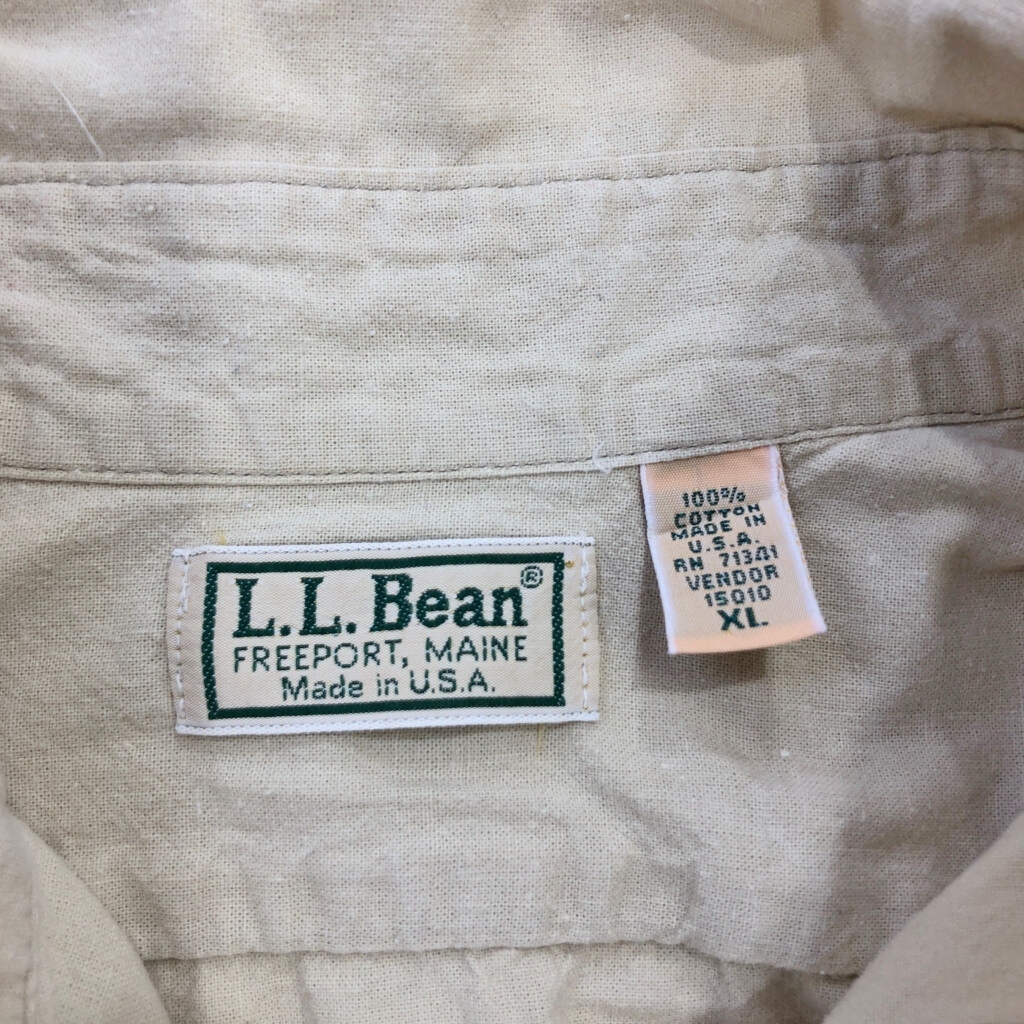 L.L.Bean®
FREEPORT, MAINE
Made in U.S.A.
100%
COTTON
MADE IN
U.S.A.
RN 71341
VENDOR
15010
XL